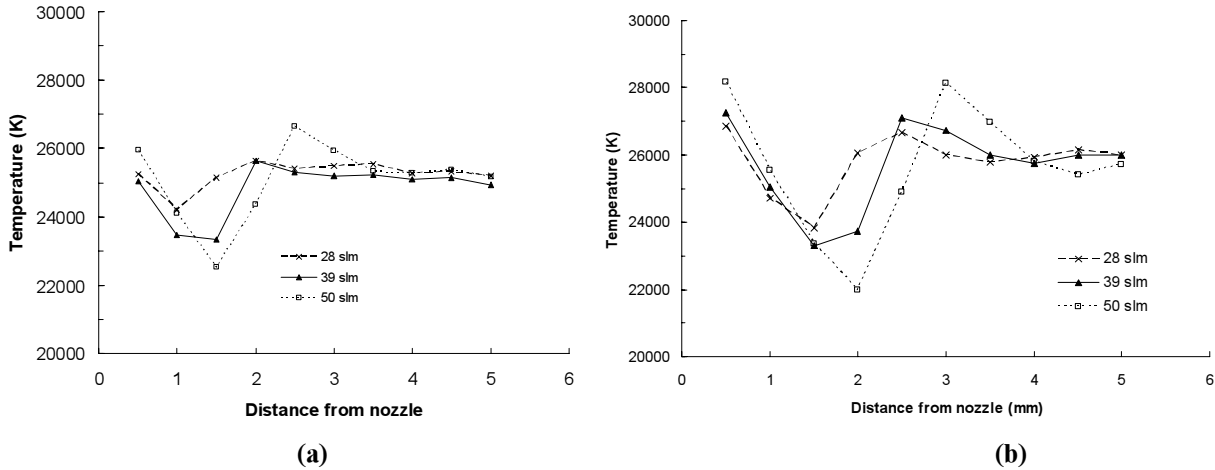 30000
28000
26000
24000
22000
20000
Temperature (K)
28 slm
39 slm
50 slm
0 1 2 3 4 5 6
Distance from nozzle
(a)
30000
28000
26000
24000
22000
20000
Temperature (K)
28 slm
39 slm
50 slm
0 1 2 3 4 5 6
Distance from nozzle (mm)
(b)